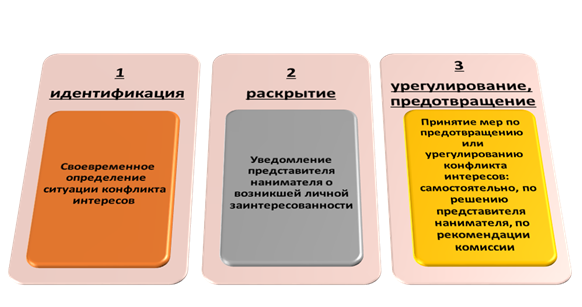 1
идентификация
Своевременное
определение
ситуации конфликта
интересов
2
раскрытие
Уведомление
представителя
нанимателя о
возникшей личной
заинтересованности
3
урегулирование,
предотвращение
Принятие мер по
предотвращению
или
урегулированию
конфликта
интересов:
самостоятельно, по
решению
представителя
нанимателя, по
рекомендации
комиссии